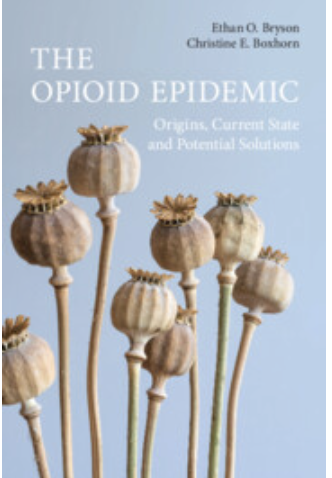 Ethan O. Bryson
Christine E. Boxhorn
THE
OPIOID EPIDEMIC
Origins, Current State
and Potential Solutions